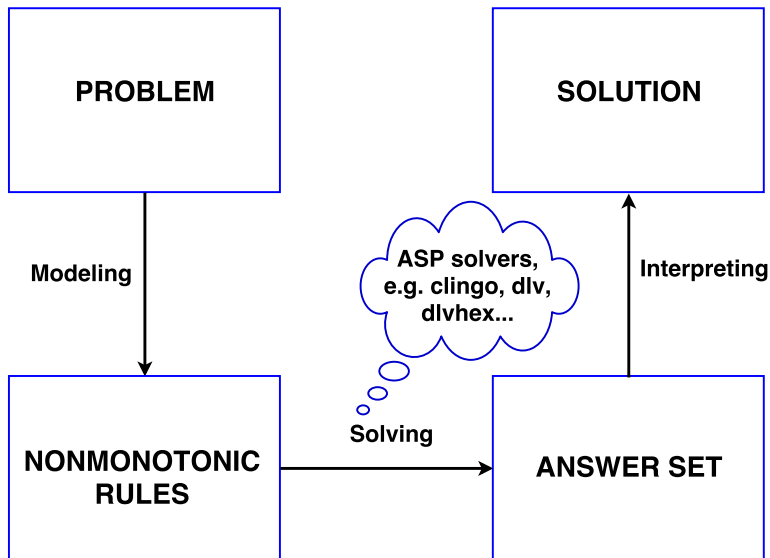 PROBLEM
SOLUTION
Modeling
ASP solvers,
e.g. clingo, dlv,
dlvhex...
Interpreting
Solving
NONMONOTONIC
RULES
ANSWER SET